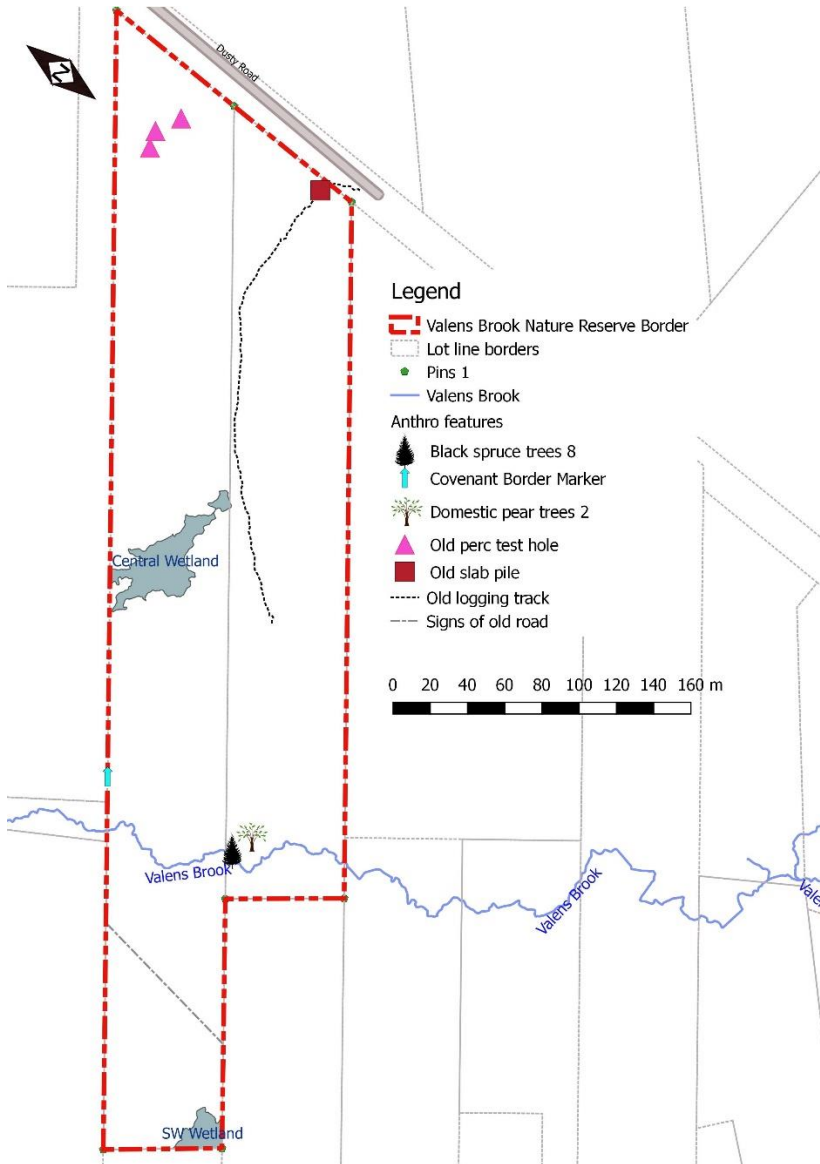 Dusty Road
N
Legend
Valens Brook Nature Reserve Border
Lot line borders
Pins 1
Valens Brook
Anthro features
Black spruce trees 8
Covenant Border Marker
Domestic pear trees 2
Old perc test hole
Old slab pile
Old logging track
Signs of old road
0 20 40 60 80 100 120 140 160 m
Central Wetland
Valens Brook
Valens Brook
Valens
SW Wetland